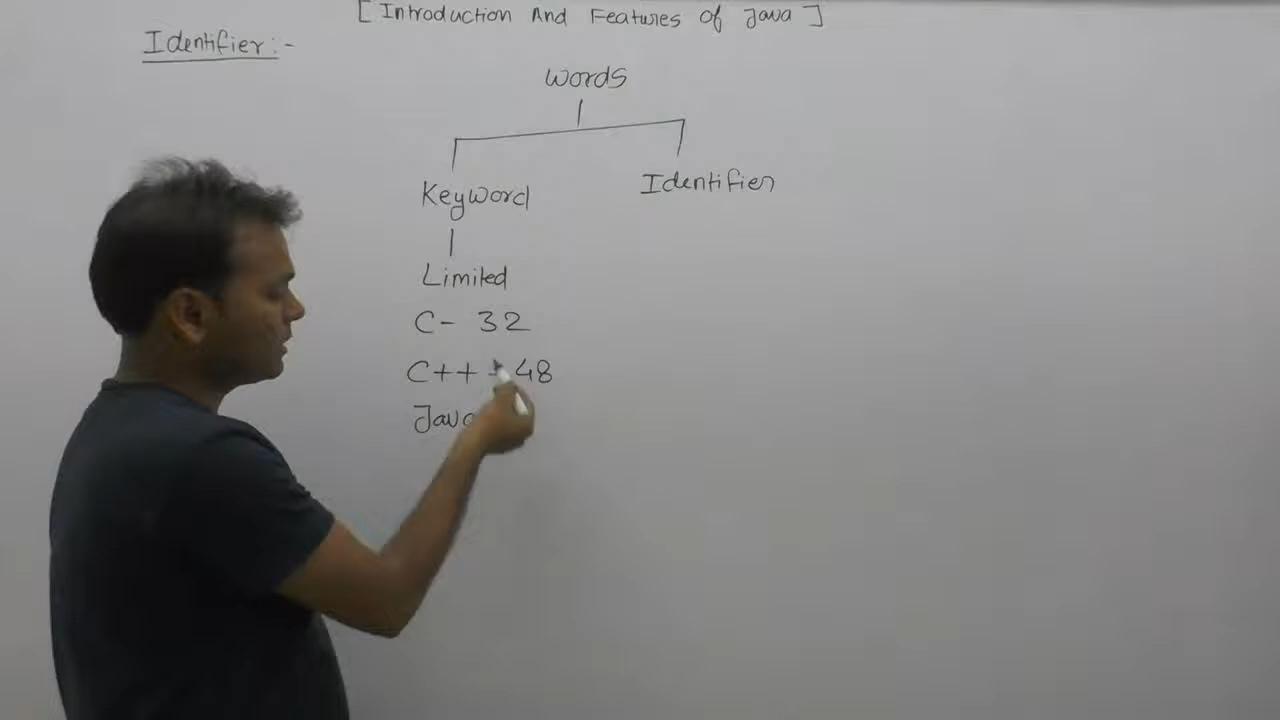 [ Introduction And Features Of Java ]
Identifier :-
Words
Keyword Identifier
Limited
C - 32
C++ - 48
Java